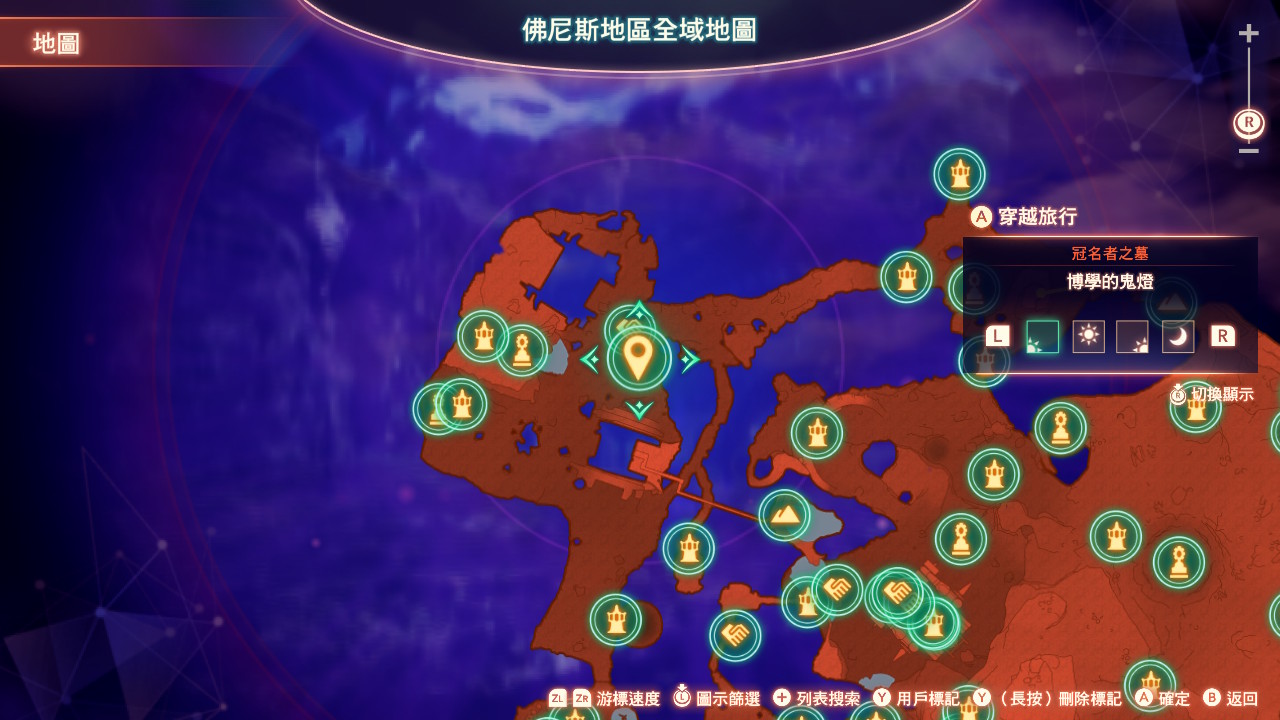 地圖
佛尼斯地區全域地圖
R
A 穿越旅行
冠名者之墓
博學的鬼燈
L R
R 切換顯示
ZL ZR 游標速度 L 圖示篩選 + 列表搜索 Y 用戶標記 Y（長按）刪除標記 A 確定 B 返回